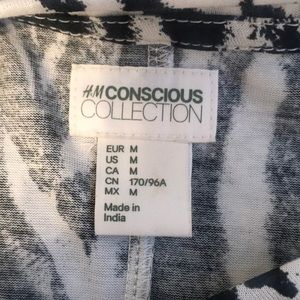 H&M CONSCIOUS
COLLECTION
EUR M
US M
CA M
CN 170/96A
MX M
Made in
India